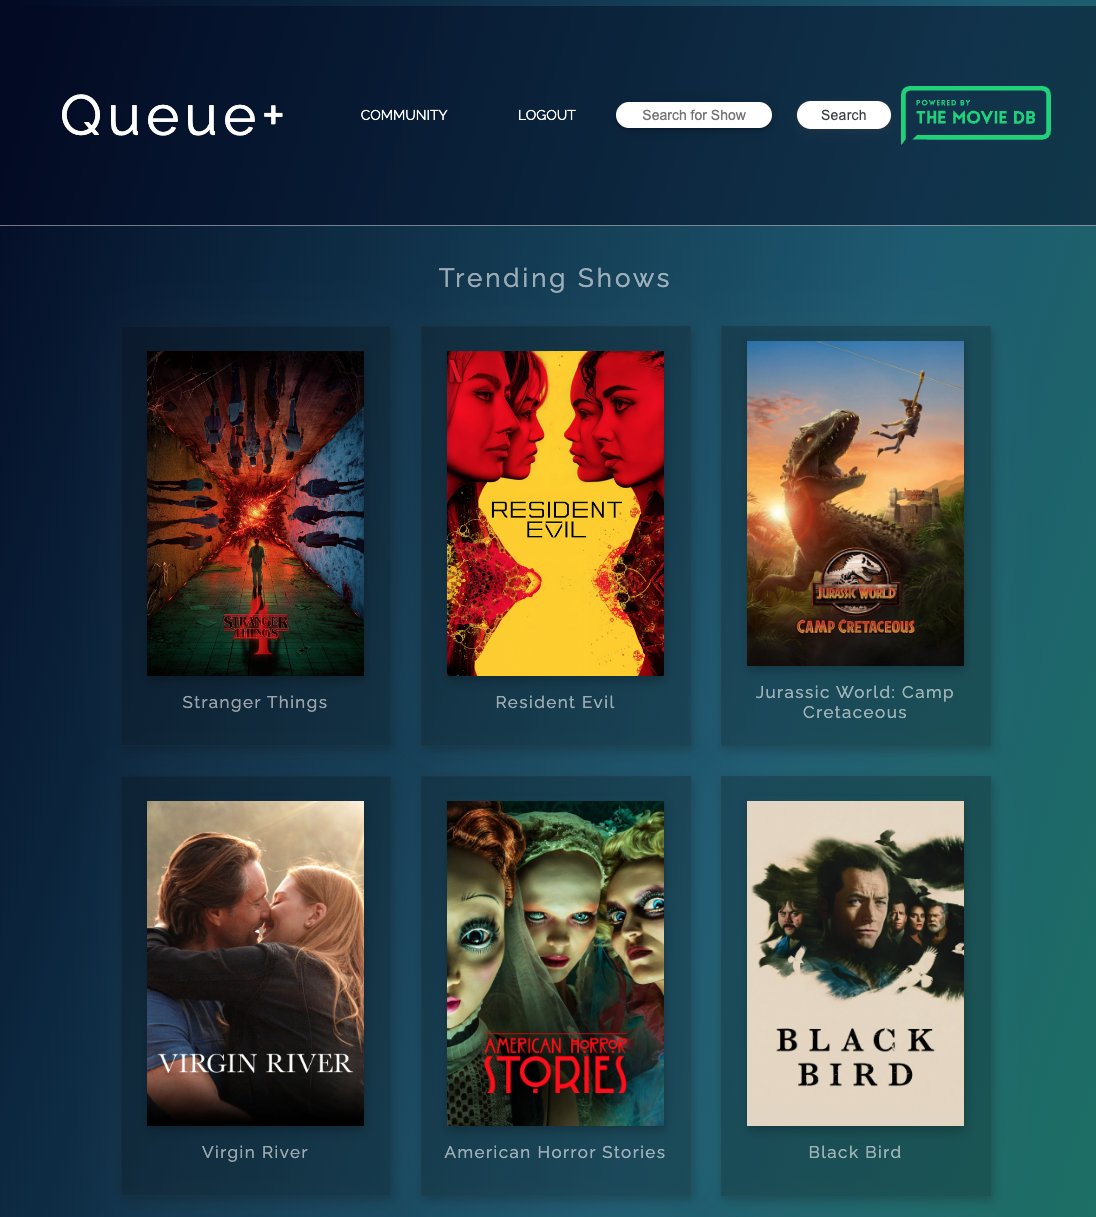 Queue+
COMMUNITY
LOGOUT
Search for Show
Search
POWERED BY
THE MOVIE DB
Trending Shows
N
STRANGER
THINGS
4
Stranger Things
RESIDENT
EVIL
Resident Evil
JURASSIC WORLD
CAMP CRETACEOUS
Jurassic World: Camp
Cretaceous
VIRGIN RIVER
Virgin River
AMERICAN HORROR
STORIES
American Horror Stories
BLACK
BIRD
Black Bird